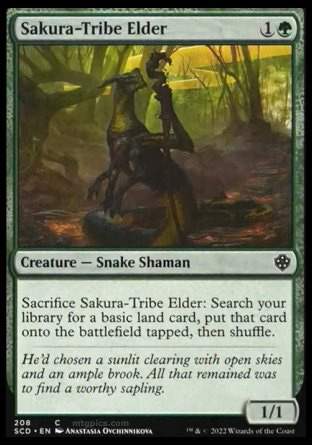 Sakura-Tribe Elder 1
Creature — Snake Shaman
Sacrifice Sakura-Tribe Elder: Search your
library for a basic land card, put that card
onto the battlefield tapped, then shuffle.
He'd chosen a sunlit clearing with open skies
and an ample brook. All that remained was
to find a worthy sapling.
1/1
208 C mtgpics.com
SCD • EN Anastasia Ovchinnikova
™ & © 2022 Wizards of the Coast